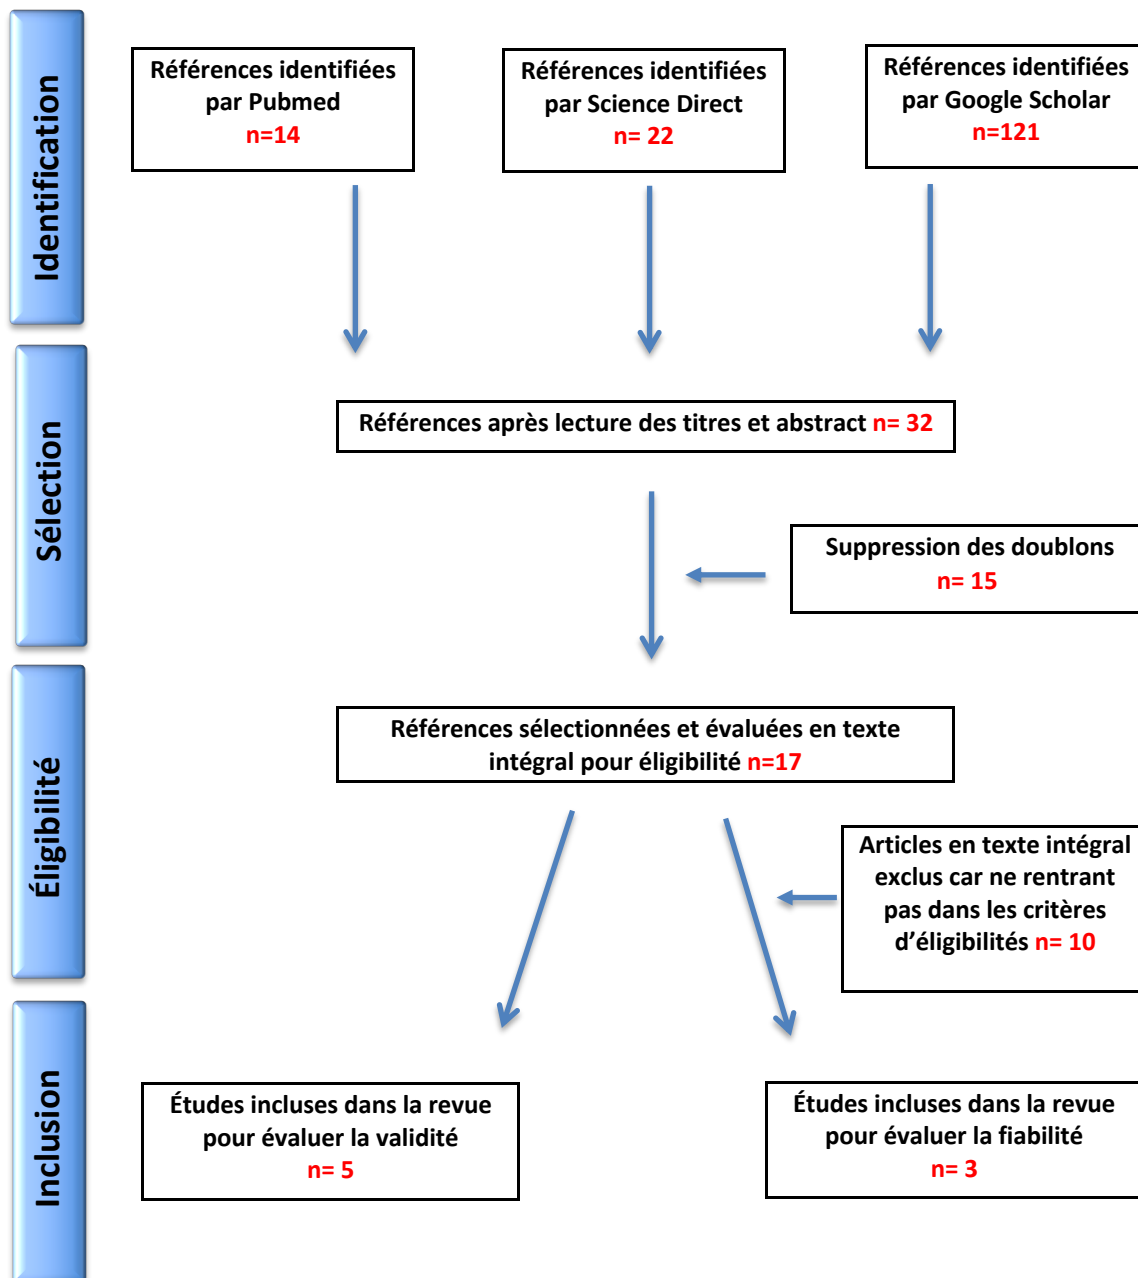 Identification
Références identifiées
par Pubmed
n=14
Références identifiées
par Science Direct
n= 22
Références identifiées
par Google Scholar
n=121
Sélection
Références après lecture des titres et abstract n= 32
Suppression des doublons
n= 15
Éligibilité
Références sélectionnées et évaluées en texte
intégral pour éligibilité n=17
Articles en texte intégral
exclus car ne rentrant
pas dans les critères
d’éligibilités n= 10
Inclusion
Études incluses dans la revue
pour évaluer la validité
n= 5
Études incluses dans la revue
pour évaluer la fiabilité
n= 3